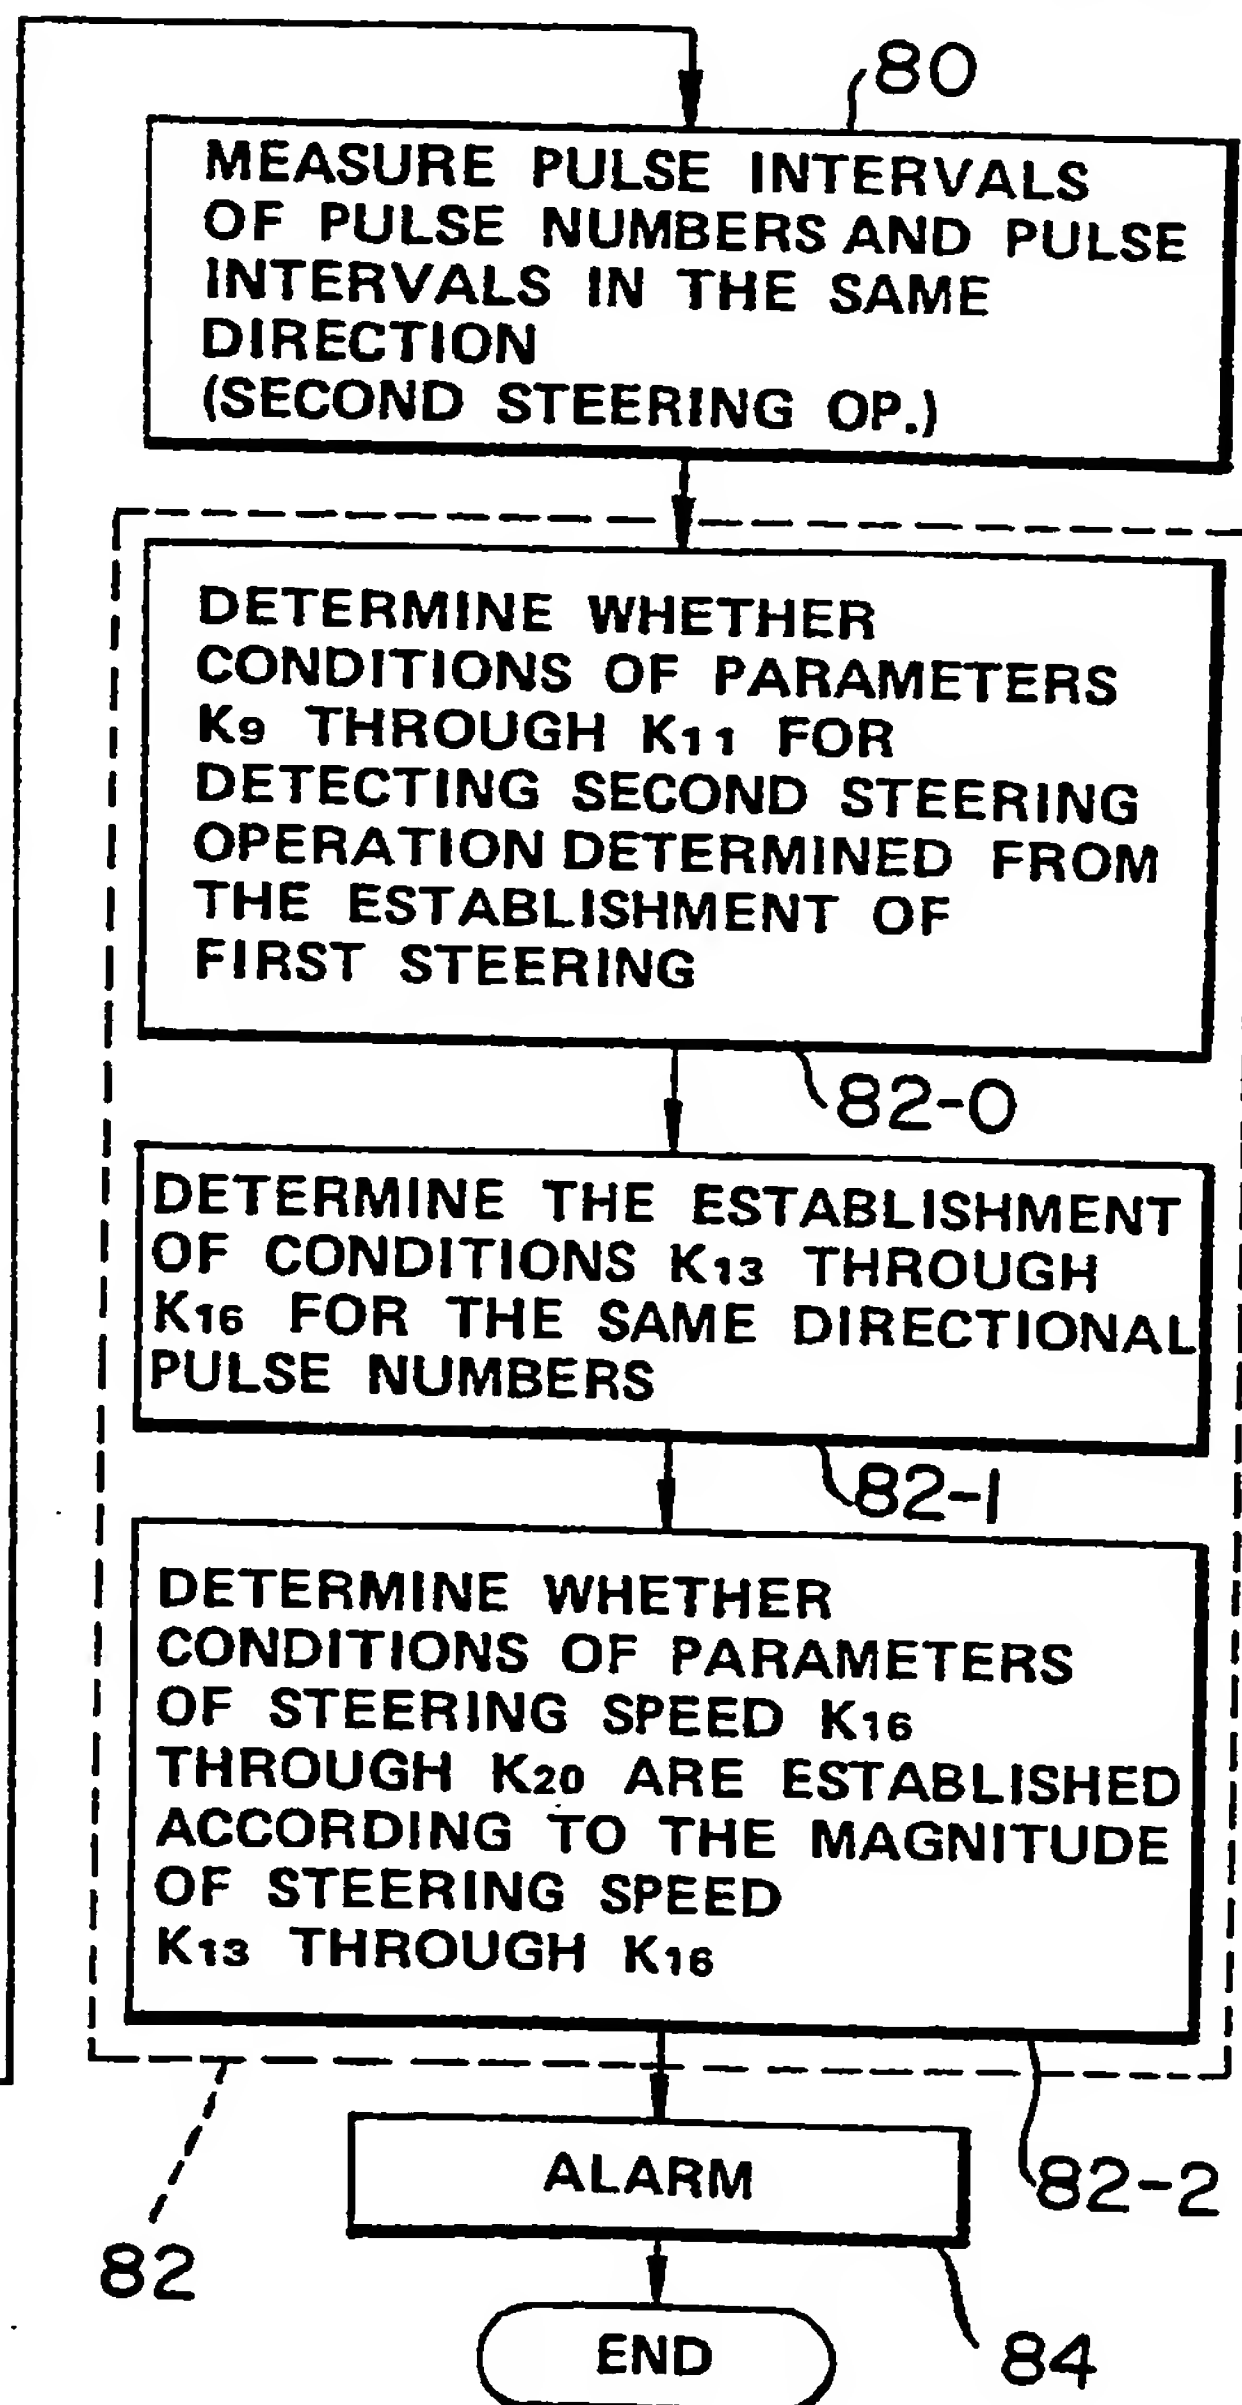 80
MEASURE PULSE INTERVALS
OF PULSE NUMBERS AND PULSE
INTERVALS IN THE SAME
DIRECTION
(SECOND STEERING OP.)
DETERMINE WHETHER
CONDITIONS OF PARAMETERS
K9 THROUGH K11 FOR
DETECTING SECOND STEERING
OPERATION DETERMINED FROM
THE ESTABLISHMENT OF
FIRST STEERING
82-0
DETERMINE THE ESTABLISHMENT
OF CONDITIONS K13 THROUGH
K16 FOR THE SAME DIRECTIONAL
PULSE NUMBERS
82-1
DETERMINE WHETHER
CONDITIONS OF PARAMETERS
OF STEERING SPEED K16
THROUGH K20 ARE ESTABLISHED
ACCORDING TO THE MAGNITUDE
OF STEERING SPEED
K13 THROUGH K16
82-2
ALARM
82
84
END